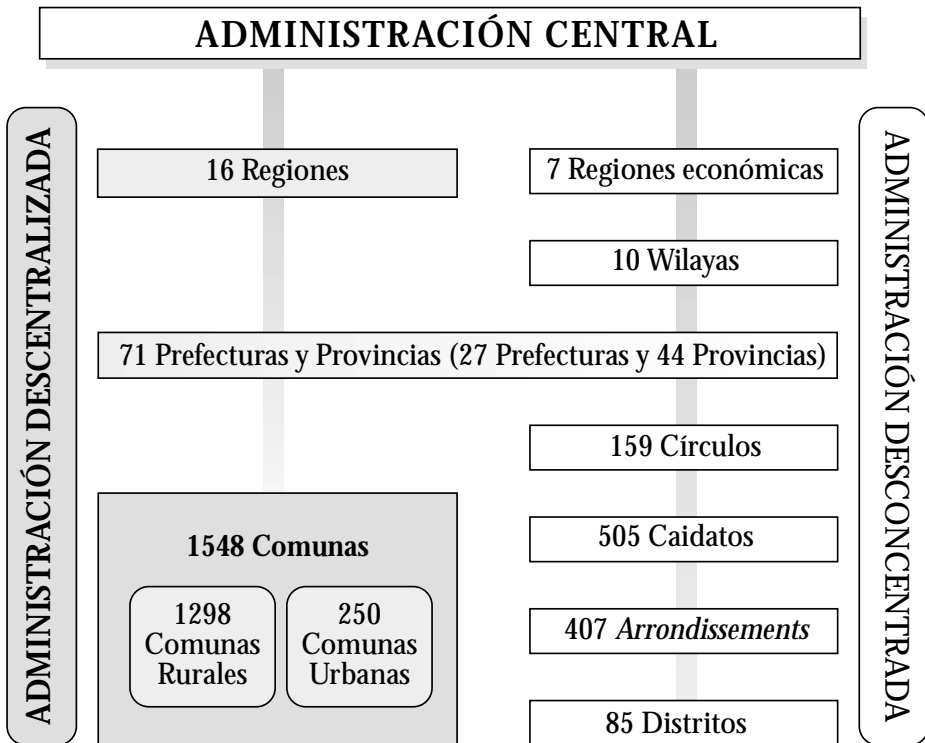 ADMINISTRACIÓN CENTRAL
ADMINISTRACIÓN DESCENTRALIZADA
16 Regiones
7 Regiones económicas
10 Wilayas
71 Prefecturas y Provincias (27 Prefecturas y 44 Provincias)
159 Círculos
1548 Comunas
1298
Comunas
Rurales
250
Comunas
Urbanas
505 Caidatos
407 Arrondissements
85 Distritos
ADMINISTRACIÓN DESCONCENTRADA